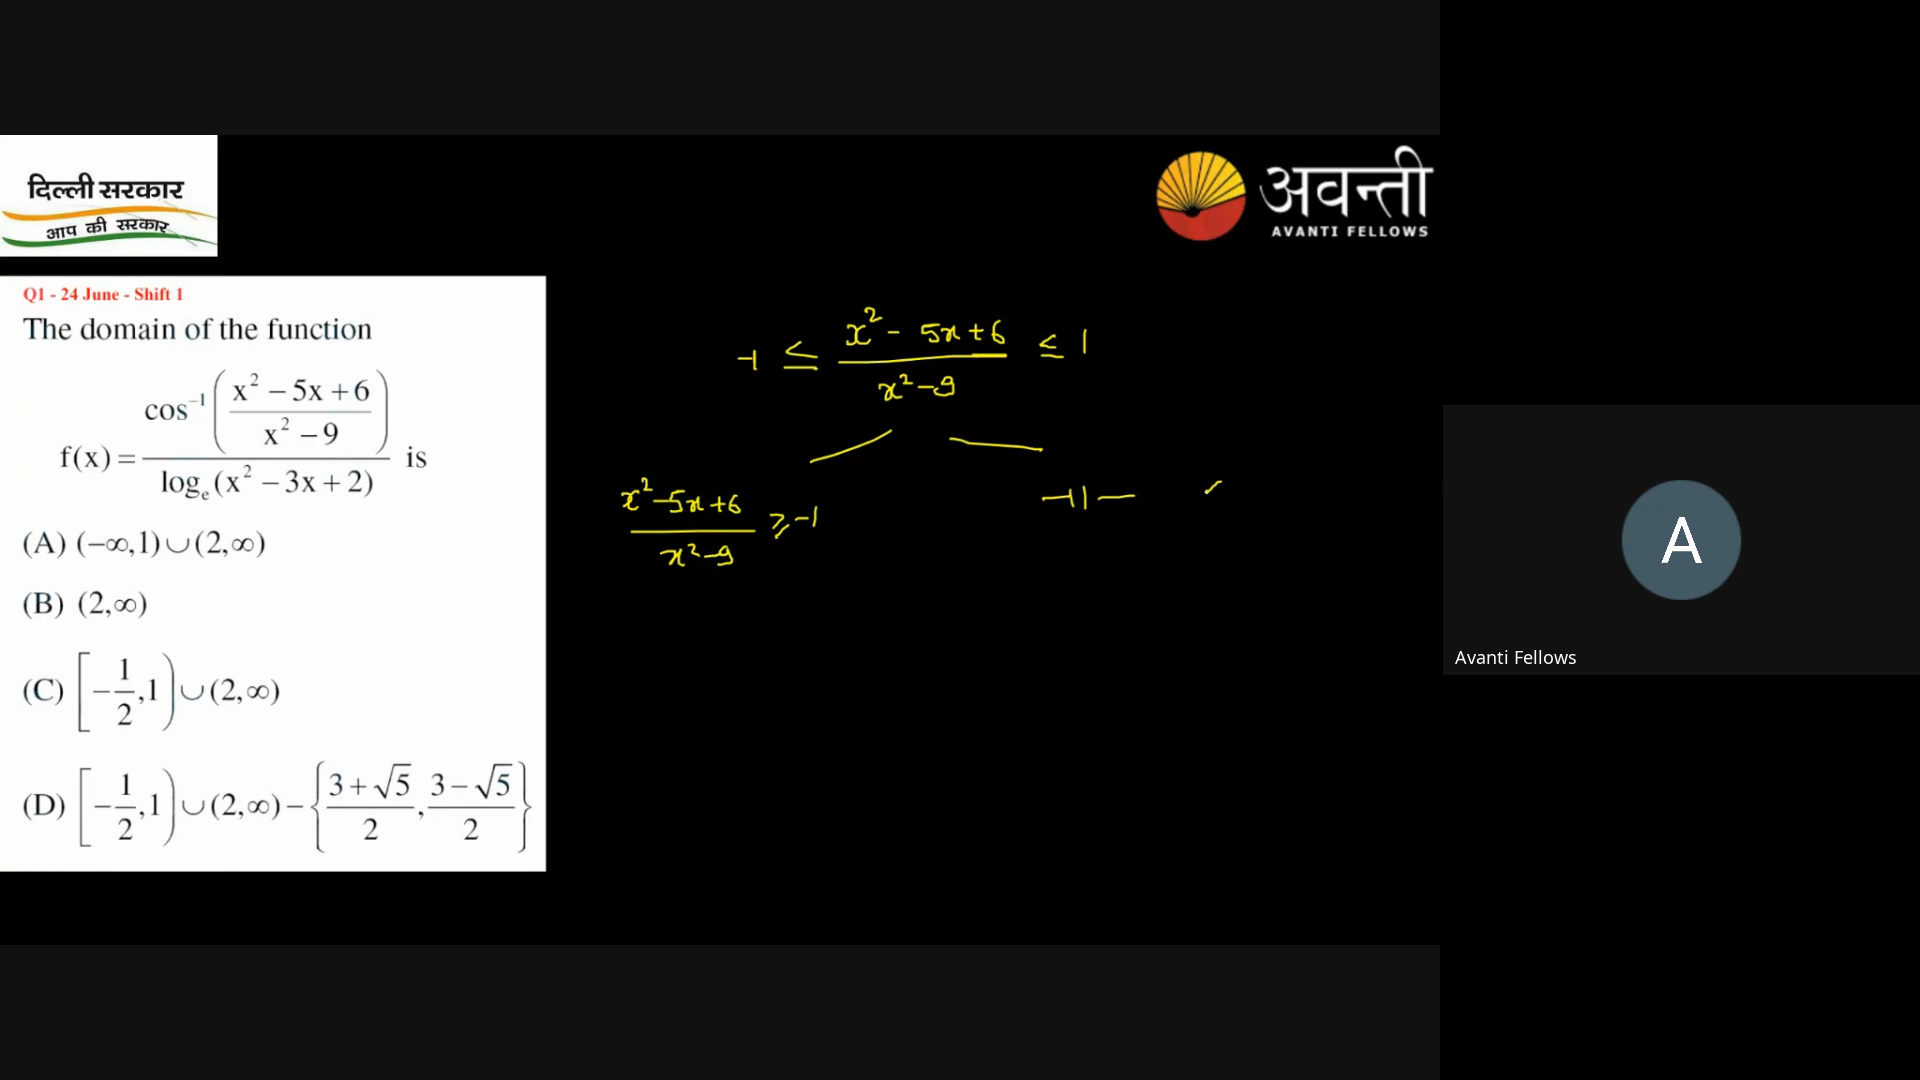 दिल्ली सरकार
आप की सरकार
अवन्ती
AVANTI FELLOWS
Q1 - 24 June - Shift 1
The domain of the function
f(x) = cos⁻¹((x² − 5x + 6)/(x² − 9)) / logₑ(x² − 3x + 2) is
(A) (−∞,1)∪(2,∞)
(B) (2,∞)
(C) [−1/2,1)∪(2,∞)
(D) [−1/2,1)∪(2,∞)−{(3+√5)/2,(3−√5)/2}
-1 ≤ (x² - 5x + 6)/(x² - 9) ≤ 1
(x² - 5x + 6)/(x² - 9) ≥ -1
—||—
A
Avanti Fellows